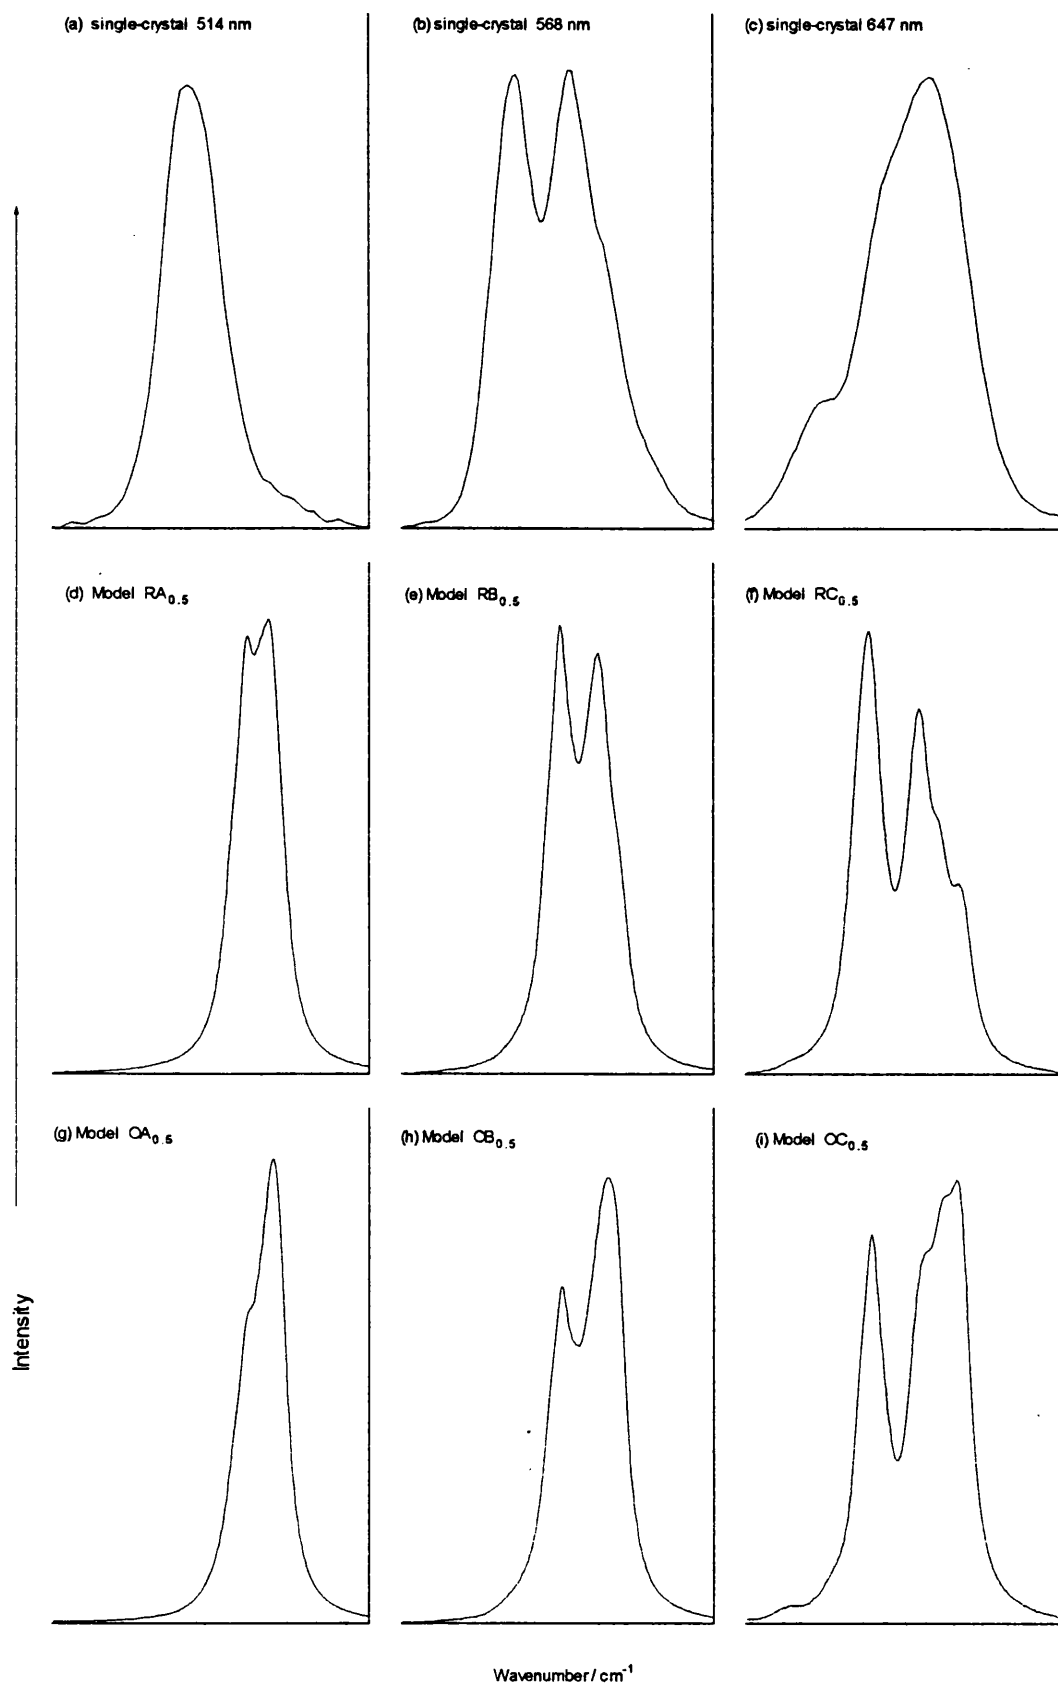 (a) single-crystal 514 nm
(b) single-crystal 568 nm
(c) single-crystal 647 nm
(d) Model RA0.5
(e) Model RB0.5
(f) Model RC0.5
(g) Model OA0.5
(h) Model OB0.5
(i) Model OC0.5
Intensity
Wavenumber / cm-1